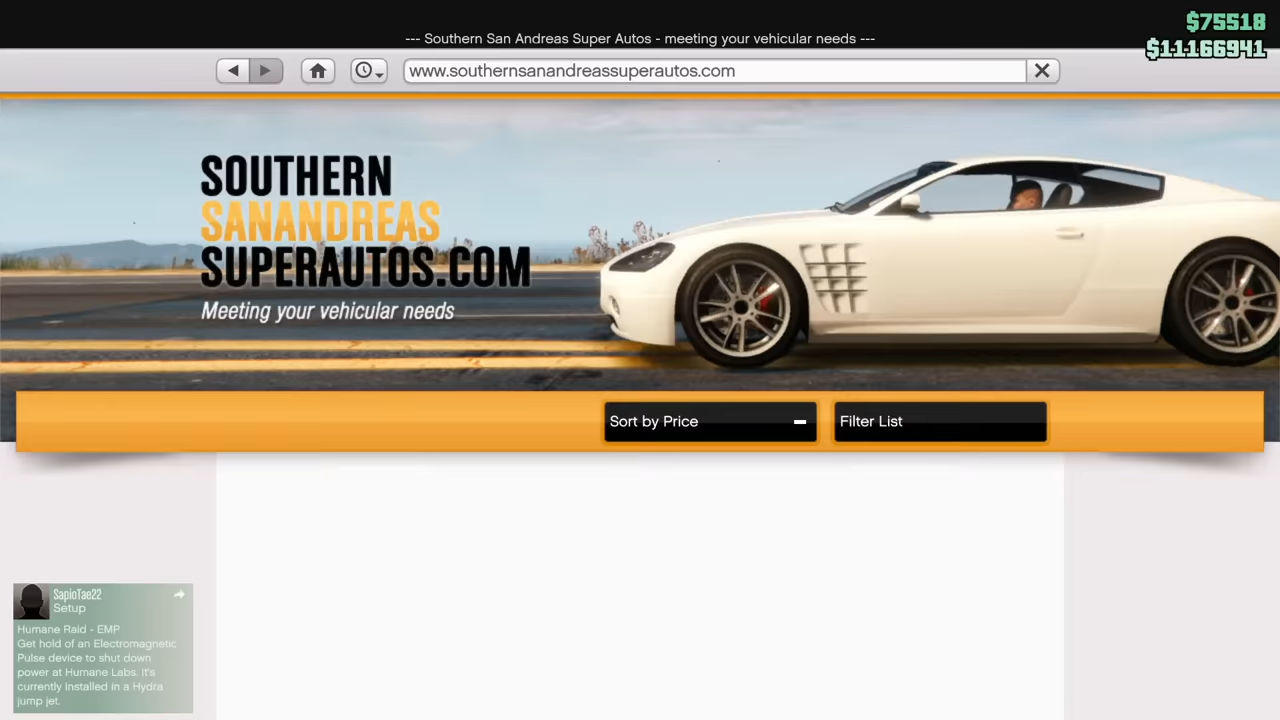 $75518
--- Southern San Andreas Super Autos - meeting your vehicular needs ---
$11166941
www.southernsanandreassuperautos.com
SOUTHERN
SANANDREAS
SUPERAUTOS.COM
Meeting your vehicular needs
Sort by Price
Filter List
SapioTae22
Setup
Humane Raid - EMP
Get hold of an Electromagnetic
Pulse device to shut down
power at Humane Labs. it's
currently installed in a Hydra
jump jet.